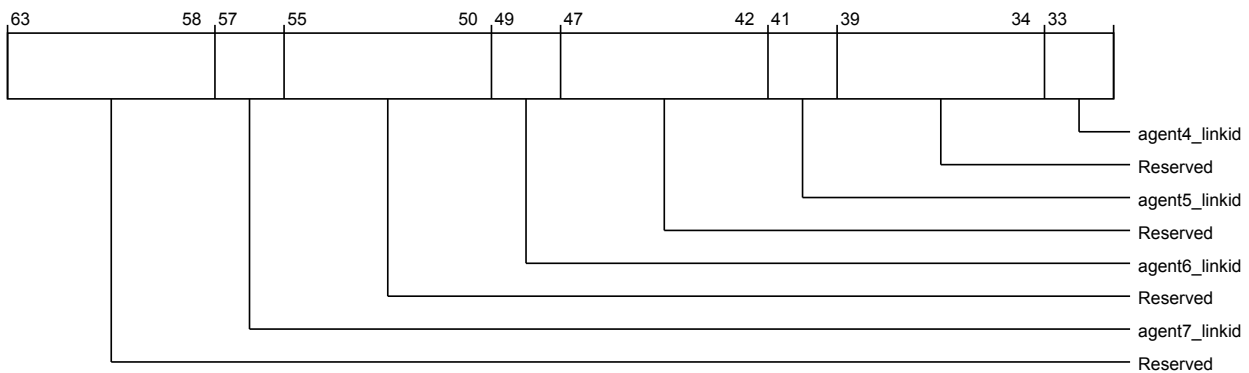 63 58 57 55 50 49 47 42 41 39 34 33
agent4_linkid
Reserved
agent5_linkid
Reserved
agent6_linkid
Reserved
agent7_linkid
Reserved